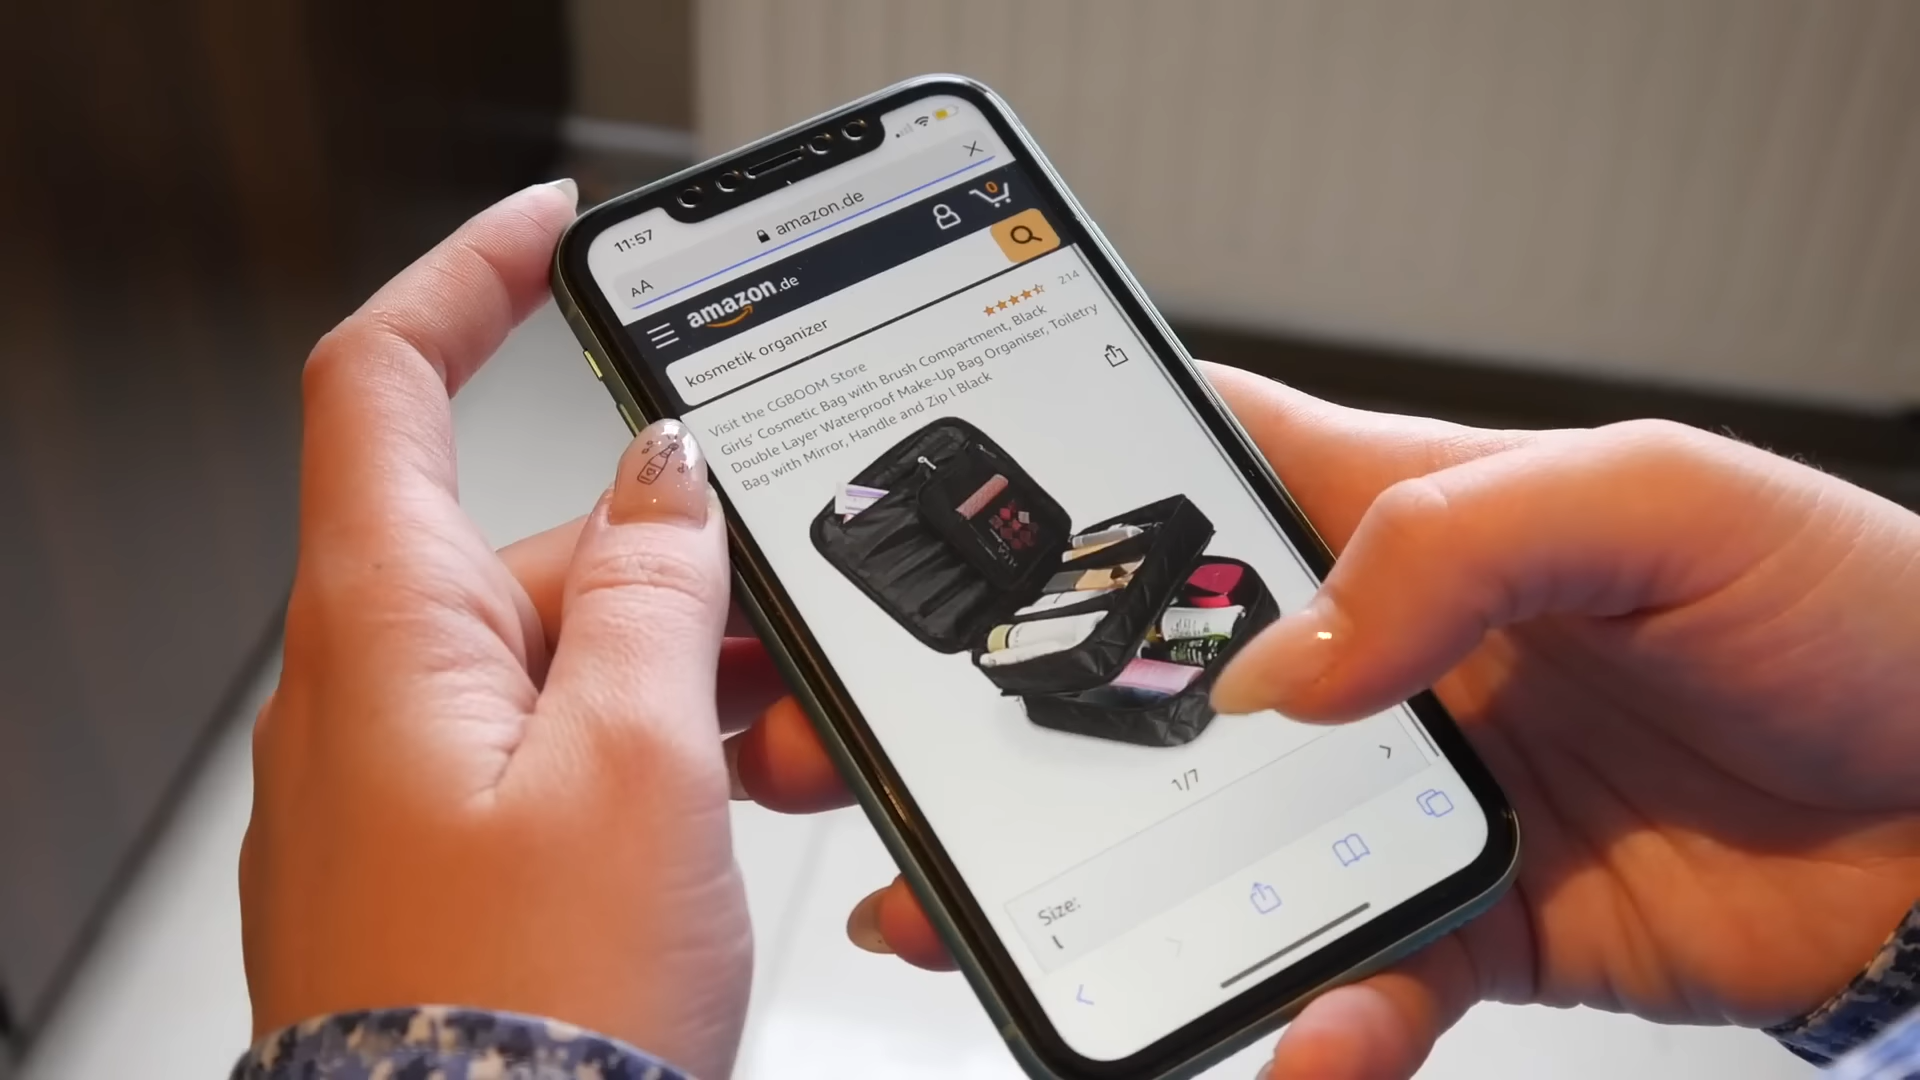 11:57
AA
amazon.de
0
amazon.de
kosmetik organizer
Visit the CGBOOM Store
214
Girls' Cosmetic Bag with Brush Compartment, Black
Double Layer Waterproof Make-Up Bag Organiser, Toiletry
Bag with Mirror, Handle and Zip l Black
1/7
Size: